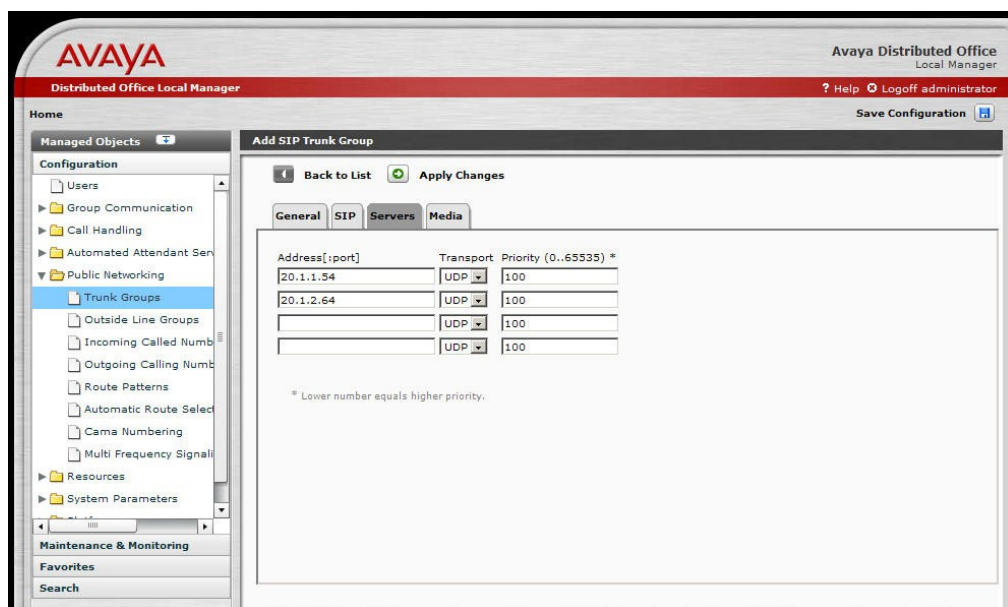 AVAYA
Avaya Distributed Office
Local Manager
Distributed Office Local Manager
? Help Logoff administrator
Home
Save Configuration
Managed Objects
Configuration
Users
Group Communication
Call Handling
Automated Attendant Serv
Public Networking
Trunk Groups
Outside Line Groups
Incoming Called Numb
Outgoing Calling Numb
Route Patterns
Automatic Route Select
Cama Numbering
Multi Frequency Signali
Resources
System Parameters
Maintenance & Monitoring
Favorites
Search
Add SIP Trunk Group
Back to List Apply Changes
General SIP Servers Media
Address[:port] Transport Priority (0..65535) *
20.1.1.54 UDP 100
20.1.2.64 UDP 100
UDP 100
UDP 100
* Lower number equals higher priority.